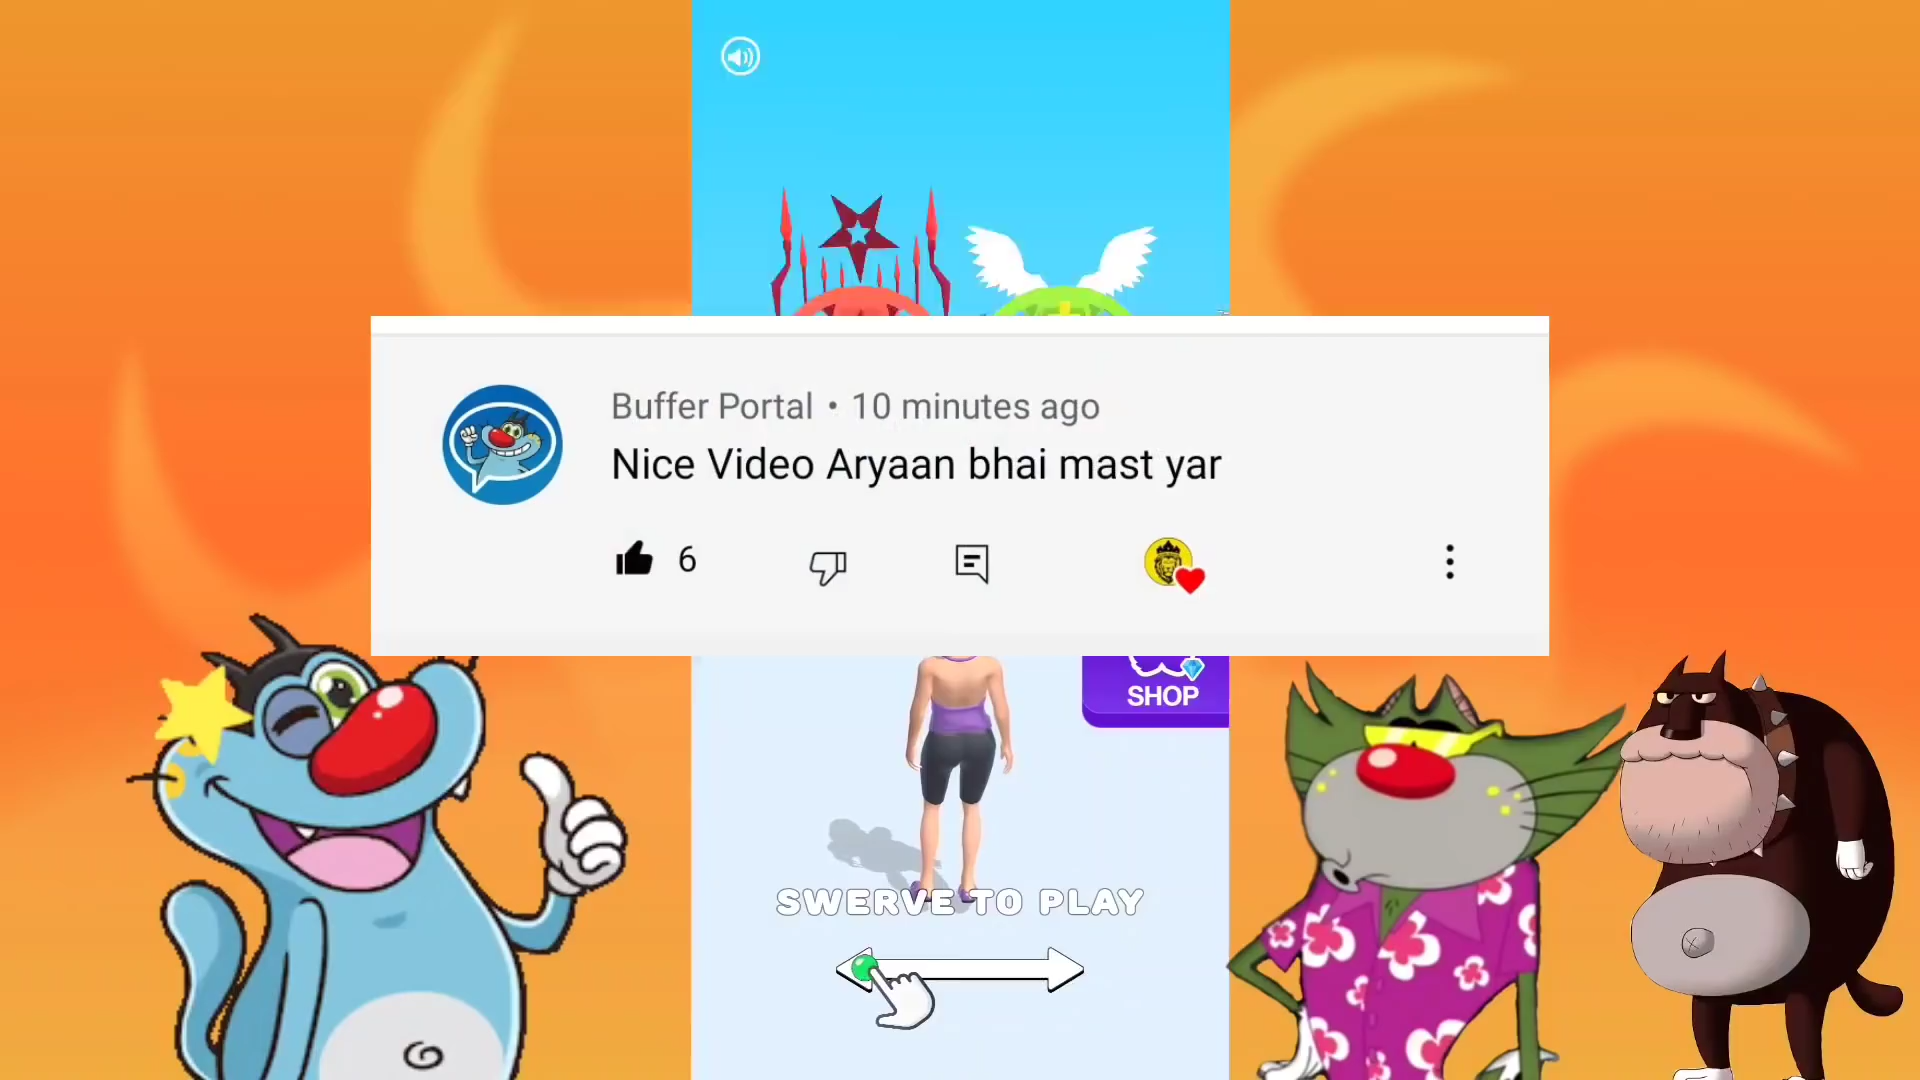 Buffer Portal • 10 minutes ago
Nice Video Aryaan bhai mast yar
6
SHOP
SWERVE TO PLAY